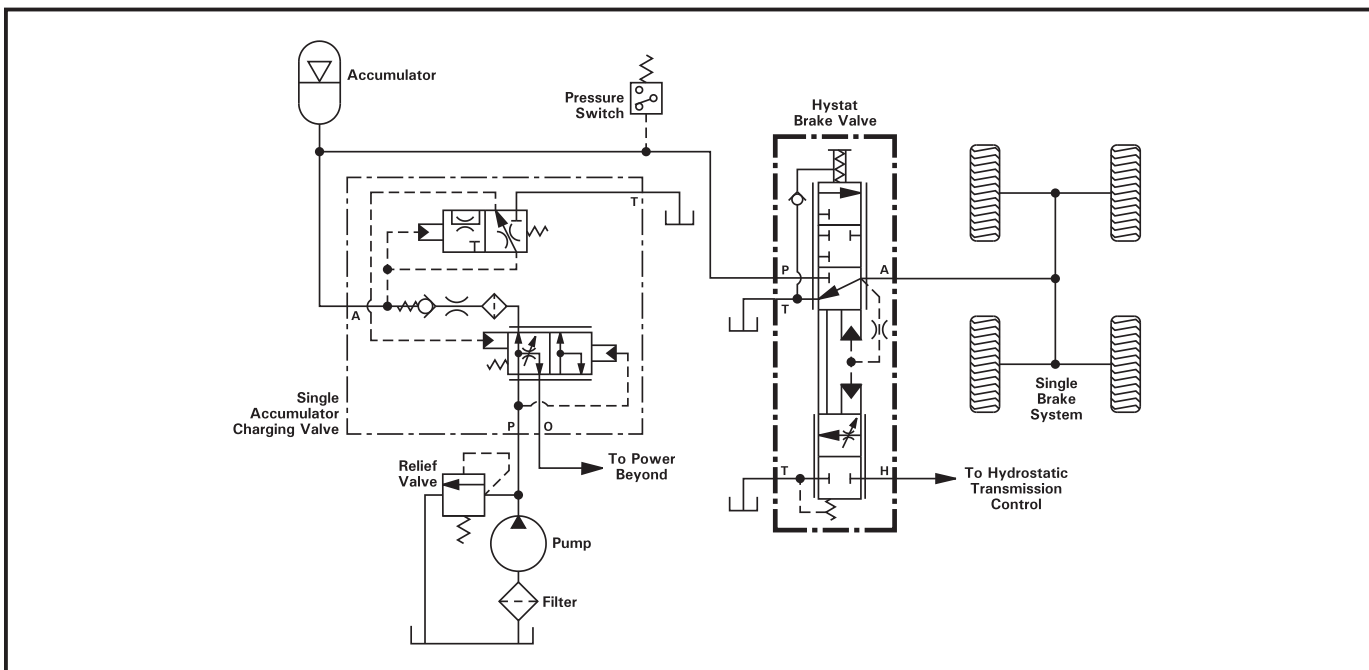 Accumulator
Pressure
Switch
Hystat
Brake Valve
T
P
A
T
A
Single
Accumulator
Charging Valve
P
O
Single
Brake
System
Relief
Valve
To Power
Beyond
T
H
To Hydrostatic
Transmission
Control
Pump
Filter